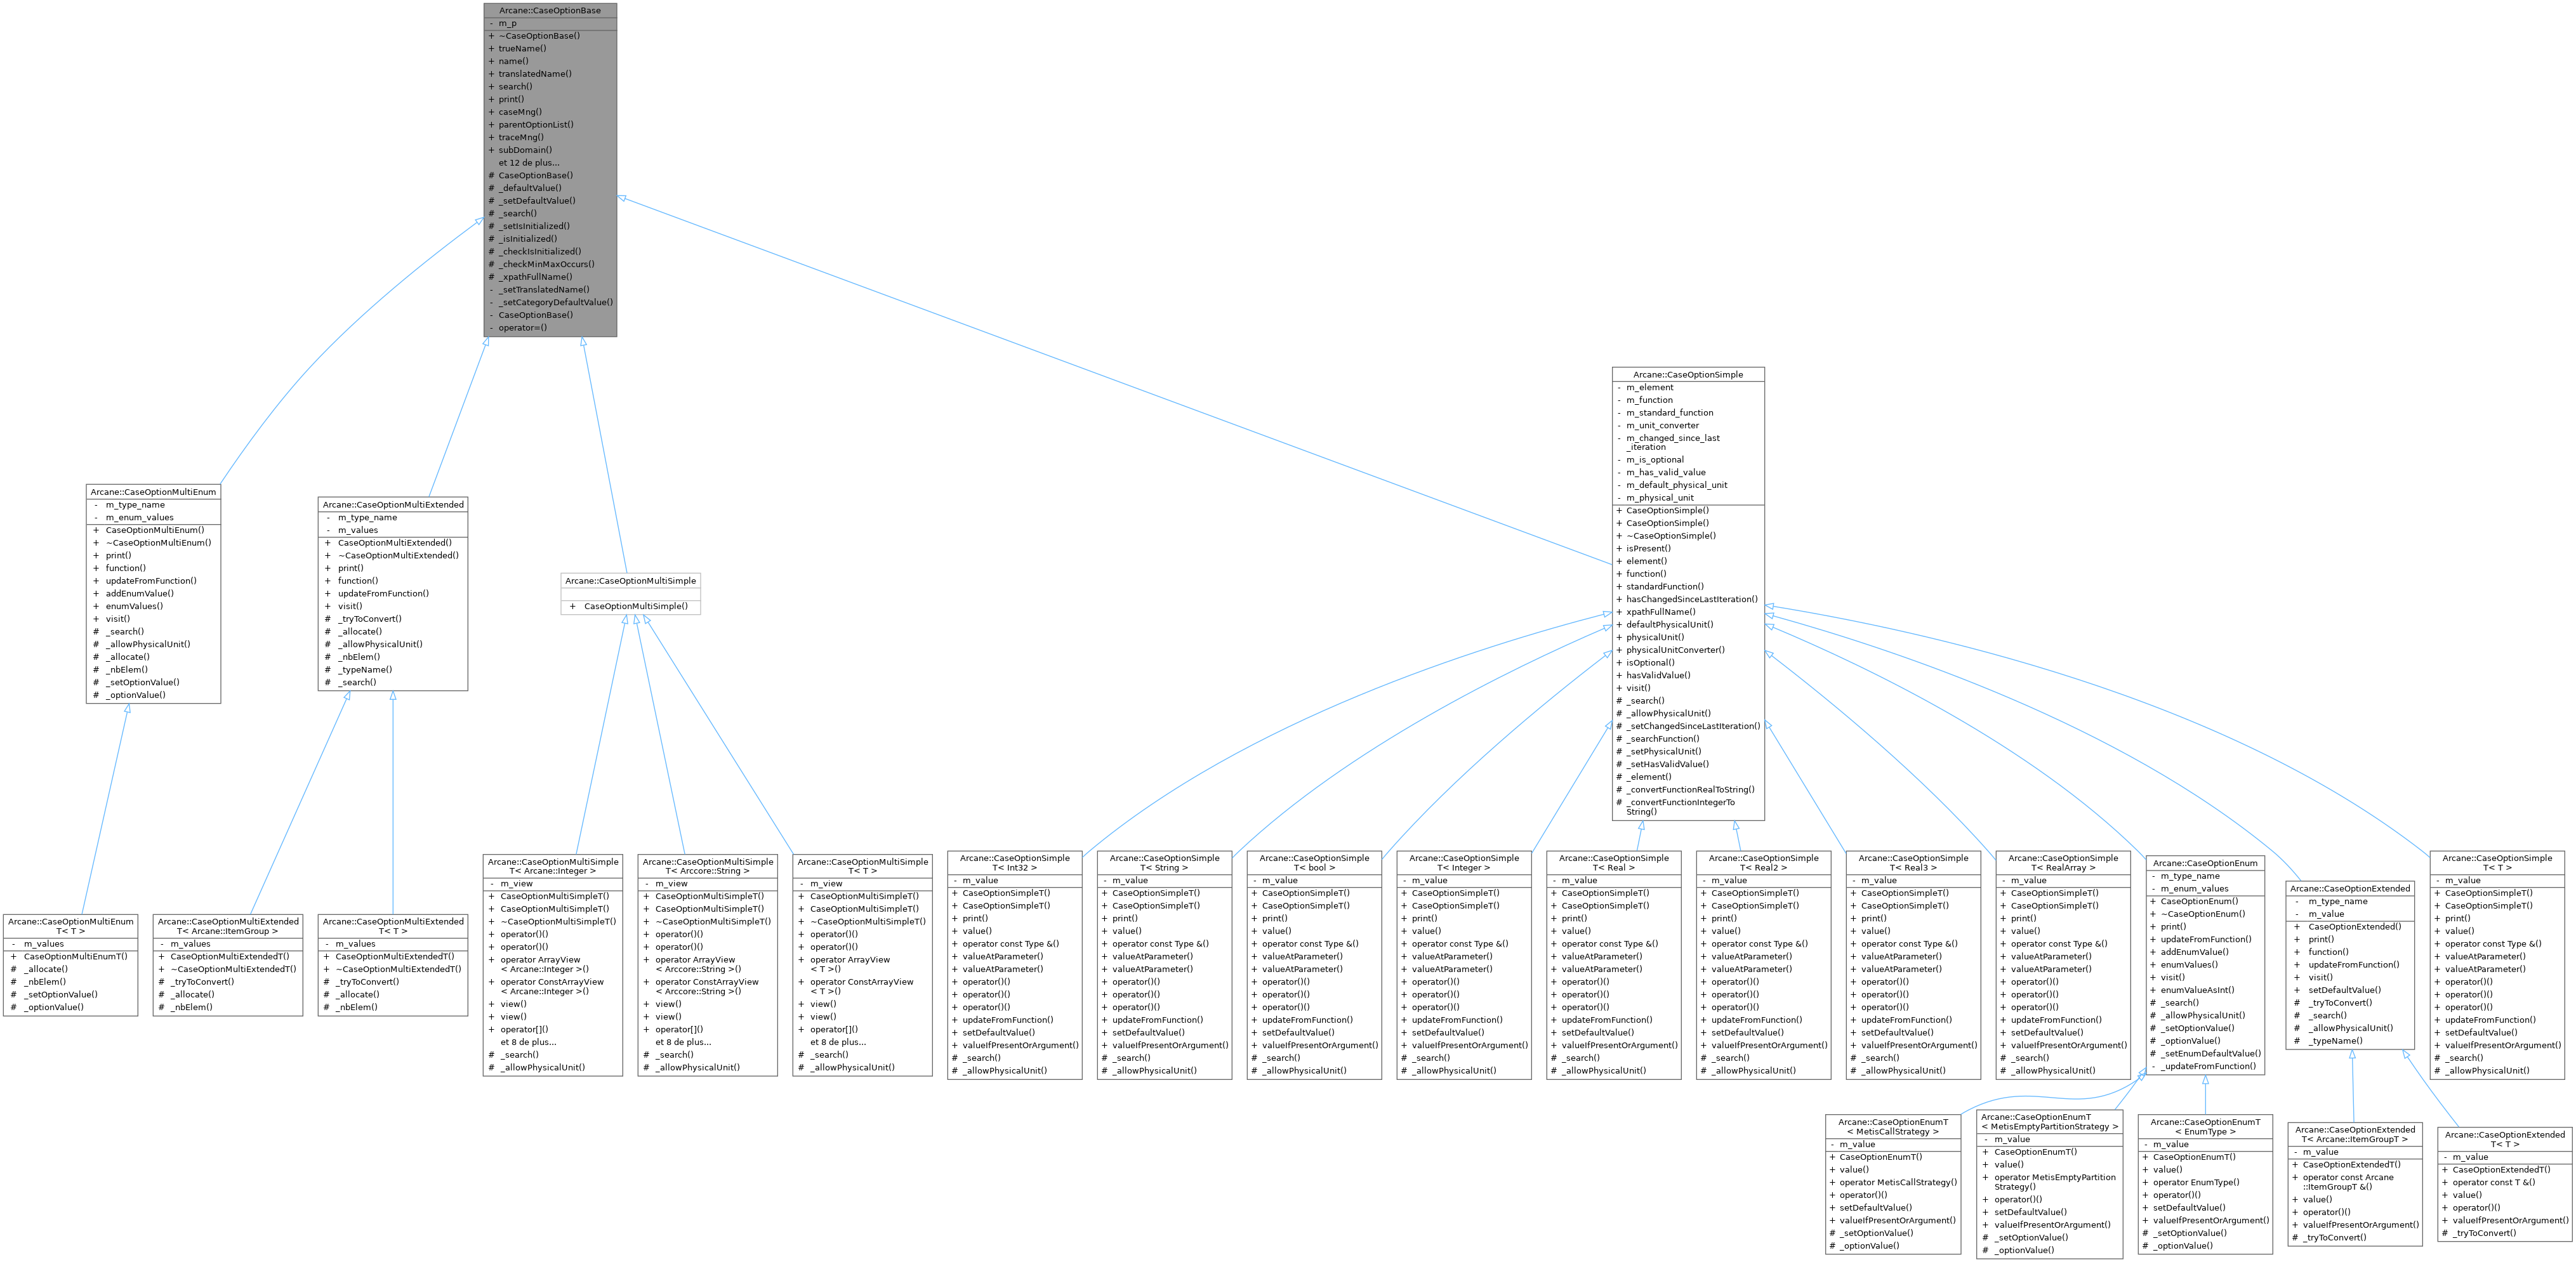 Arcane::CaseOptionBase
- m_p
+ ~CaseOptionBase()
+ trueName()
+ name()
+ translatedName()
+ search()
+ print()
+ caseMng()
+ parentOptionList()
+ traceMng()
+ subDomain()
et 12 de plus...
# CaseOptionBase()
# _defaultValue()
# _setDefaultValue()
# _search()
# _setIsInitialized()
# _isInitialized()
# _checkIsInitialized()
# _checkMinMaxOccurs()
# _xpathFullName()
- _setTranslatedName()
- _setCategoryDefaultValue()
- CaseOptionBase()
- operator=()
Arcane::CaseOptionMultiEnum
- m_type_name
- m_enum_values
+ CaseOptionMultiEnum()
+ ~CaseOptionMultiEnum()
+ print()
+ function()
+ updateFromFunction()
+ addEnumValue()
+ enumValues()
+ visit()
# _search()
# _allowPhysicalUnit()
# _allocate()
# _nbElem()
# _setOptionValue()
# _optionValue()
Arcane::CaseOptionMultiExtended
- m_type_name
- m_values
+ CaseOptionMultiExtended()
+ ~CaseOptionMultiExtended()
+ print()
+ function()
+ updateFromFunction()
+ visit()
# _tryToConvert()
# _allocate()
# _allowPhysicalUnit()
# _nbElem()
# _typeName()
# _search()
Arcane::CaseOptionMultiSimple
+ CaseOptionMultiSimple()
Arcane::CaseOptionSimple
- m_element
- m_function
- m_standard_function
- m_unit_converter
- m_changed_since_last
_iteration
- m_is_optional
- m_has_valid_value
- m_default_physical_unit
- m_physical_unit
+ CaseOptionSimple()
+ CaseOptionSimple()
+ ~CaseOptionSimple()
+ isPresent()
+ element()
+ function()
+ standardFunction()
+ hasChangedSinceLastIteration()
+ xpathFullName()
+ defaultPhysicalUnit()
+ physicalUnit()
+ physicalUnitConverter()
+ isOptional()
+ hasValidValue()
+ visit()
# _search()
# _allowPhysicalUnit()
# _setChangedSinceLastIteration()
# _searchFunction()
# _setPhysicalUnit()
# _setHasValidValue()
# _element()
# _convertFunctionRealToString()
# _convertFunctionIntegerTo
String()
Arcane::CaseOptionMultiEnum
T< T >
- m_values
+ CaseOptionMultiEnumT()
# _allocate()
# _nbElem()
# _setOptionValue()
# _optionValue()
Arcane::CaseOptionMultiExtended
T< Arcane::ItemGroup >
- m_values
+ CaseOptionMultiExtendedT()
+ ~CaseOptionMultiExtendedT()
# _tryToConvert()
# _allocate()
# _nbElem()
Arcane::CaseOptionMultiExtended
T< T >
- m_values
+ CaseOptionMultiExtendedT()
+ ~CaseOptionMultiExtendedT()
# _tryToConvert()
# _allocate()
# _nbElem()
Arcane::CaseOptionMultiSimple
T< Arcane::Integer >
- m_view
+ CaseOptionMultiSimpleT()
+ CaseOptionMultiSimpleT()
+ ~CaseOptionMultiSimpleT()
+ operator()()
+ operator()()
+ operator ArrayView
< Arcane::Integer >()
+ operator ConstArrayView
< Arcane::Integer >()
+ view()
+ view()
+ operator[]()
et 8 de plus...
# _search()
# _allowPhysicalUnit()
Arcane::CaseOptionMultiSimple
T< Arccore::String >
- m_view
+ CaseOptionMultiSimpleT()
+ CaseOptionMultiSimpleT()
+ ~CaseOptionMultiSimpleT()
+ operator()()
+ operator()()
+ operator ArrayView
< Arccore::String >()
+ operator ConstArrayView
< Arccore::String >()
+ view()
+ view()
+ operator[]()
et 8 de plus...
# _search()
# _allowPhysicalUnit()
Arcane::CaseOptionMultiSimple
T< T >
- m_view
+ CaseOptionMultiSimpleT()
+ CaseOptionMultiSimpleT()
+ ~CaseOptionMultiSimpleT()
+ operator()()
+ operator()()
+ operator ArrayView
< T >()
+ operator ConstArrayView
< T >()
+ view()
+ view()
+ operator[]()
et 8 de plus...
# _search()
# _allowPhysicalUnit()
Arcane::CaseOptionSimple
T< Int32 >
- m_value
+ CaseOptionSimpleT()
+ CaseOptionSimpleT()
+ print()
+ value()
+ operator const Type &()
+ valueAtParameter()
+ valueAtParameter()
+ operator()()
+ operator()()
+ operator()()
+ updateFromFunction()
+ setDefaultValue()
+ valueIfPresentOrArgument()
# _search()
# _allowPhysicalUnit()
Arcane::CaseOptionSimple
T< String >
- m_value
+ CaseOptionSimpleT()
+ CaseOptionSimpleT()
+ print()
+ value()
+ operator const Type &()
+ valueAtParameter()
+ valueAtParameter()
+ operator()()
+ operator()()
+ operator()()
+ updateFromFunction()
+ setDefaultValue()
+ valueIfPresentOrArgument()
# _search()
# _allowPhysicalUnit()
Arcane::CaseOptionSimple
T< bool >
- m_value
+ CaseOptionSimpleT()
+ CaseOptionSimpleT()
+ print()
+ value()
+ operator const Type &()
+ valueAtParameter()
+ valueAtParameter()
+ operator()()
+ operator()()
+ operator()()
+ updateFromFunction()
+ setDefaultValue()
+ valueIfPresentOrArgument()
# _search()
# _allowPhysicalUnit()
Arcane::CaseOptionSimple
T< Integer >
- m_value
+ CaseOptionSimpleT()
+ CaseOptionSimpleT()
+ print()
+ value()
+ operator const Type &()
+ valueAtParameter()
+ valueAtParameter()
+ operator()()
+ operator()()
+ operator()()
+ updateFromFunction()
+ setDefaultValue()
+ valueIfPresentOrArgument()
# _search()
# _allowPhysicalUnit()
Arcane::CaseOptionSimple
T< Real >
- m_value
+ CaseOptionSimpleT()
+ CaseOptionSimpleT()
+ print()
+ value()
+ operator const Type &()
+ valueAtParameter()
+ valueAtParameter()
+ operator()()
+ operator()()
+ operator()()
+ updateFromFunction()
+ setDefaultValue()
+ valueIfPresentOrArgument()
# _search()
# _allowPhysicalUnit()
Arcane::CaseOptionSimple
T< Real2 >
- m_value
+ CaseOptionSimpleT()
+ CaseOptionSimpleT()
+ print()
+ value()
+ operator const Type &()
+ valueAtParameter()
+ valueAtParameter()
+ operator()()
+ operator()()
+ operator()()
+ updateFromFunction()
+ setDefaultValue()
+ valueIfPresentOrArgument()
# _search()
# _allowPhysicalUnit()
Arcane::CaseOptionSimple
T< Real3 >
- m_value
+ CaseOptionSimpleT()
+ CaseOptionSimpleT()
+ print()
+ value()
+ operator const Type &()
+ valueAtParameter()
+ valueAtParameter()
+ operator()()
+ operator()()
+ operator()()
+ updateFromFunction()
+ setDefaultValue()
+ valueIfPresentOrArgument()
# _search()
# _allowPhysicalUnit()
Arcane::CaseOptionSimple
T< RealArray >
- m_value
+ CaseOptionSimpleT()
+ CaseOptionSimpleT()
+ print()
+ value()
+ operator const Type &()
+ valueAtParameter()
+ valueAtParameter()
+ operator()()
+ operator()()
+ operator()()
+ updateFromFunction()
+ setDefaultValue()
+ valueIfPresentOrArgument()
# _search()
# _allowPhysicalUnit()
Arcane::CaseOptionEnum
- m_type_name
- m_enum_values
+ CaseOptionEnum()
+ ~CaseOptionEnum()
+ print()
+ updateFromFunction()
+ addEnumValue()
+ enumValues()
+ visit()
+ enumValueAsInt()
# _search()
# _allowPhysicalUnit()
# _setOptionValue()
# _optionValue()
# _setEnumDefaultValue()
- _updateFromFunction()
Arcane::CaseOptionExtended
- m_type_name
- m_value
+ CaseOptionExtended()
+ print()
+ function()
+ updateFromFunction()
+ visit()
+ setDefaultValue()
# _tryToConvert()
# _search()
# _allowPhysicalUnit()
# _typeName()
Arcane::CaseOptionSimple
T< T >
- m_value
+ CaseOptionSimpleT()
+ CaseOptionSimpleT()
+ print()
+ value()
+ operator const Type &()
+ valueAtParameter()
+ valueAtParameter()
+ operator()()
+ operator()()
+ operator()()
+ updateFromFunction()
+ setDefaultValue()
+ valueIfPresentOrArgument()
# _search()
# _allowPhysicalUnit()
Arcane::CaseOptionEnumT
< MetisCallStrategy >
- m_value
+ CaseOptionEnumT()
+ value()
+ operator MetisCallStrategy()
+ operator()()
+ setDefaultValue()
+ valueIfPresentOrArgument()
# _setOptionValue()
# _optionValue()
Arcane::CaseOptionEnumT
< MetisEmptyPartitionStrategy >
- m_value
+ CaseOptionEnumT()
+ value()
+ operator MetisEmptyPartition
Strategy()
+ operator()()
+ setDefaultValue()
+ valueIfPresentOrArgument()
# _setOptionValue()
# _optionValue()
Arcane::CaseOptionEnumT
< EnumType >
- m_value
+ CaseOptionEnumT()
+ value()
+ operator EnumType()
+ operator()()
+ setDefaultValue()
+ valueIfPresentOrArgument()
# _setOptionValue()
# _optionValue()
Arcane::CaseOptionExtended
T< Arcane::ItemGroupT >
- m_value
+ CaseOptionExtendedT()
+ operator const Arcane
::ItemGroupT &()
+ value()
+ operator()()
+ valueIfPresentOrArgument()
# _tryToConvert()
Arcane::CaseOptionExtended
T< T >
- m_value
+ CaseOptionExtendedT()
+ operator const T &()
+ value()
+ operator()()
+ valueIfPresentOrArgument()
# _tryToConvert()